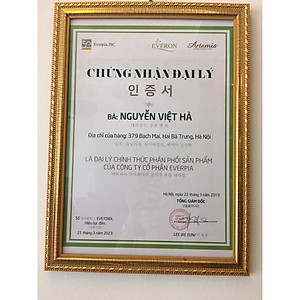 Everpia JSC
EVERON
Artemis
CHỨNG NHẬN ĐẠI LÝ
인증서
BÀ: NGUYỄN VIỆT HÀ
Địa chỉ cửa hàng: 379 Bạch Mai, Hai Bà Trưng, Hà Nội
LÀ ĐẠI LÝ CHÍNH THỨC PHÂN PHỐI SẢN PHẨM
CỦA CÔNG TY CỔ PHẦN EVERPIA
Hà Nội, ngày 22 tháng 3 năm 2019
TỔNG GIÁM ĐỐC
Hiệu lực đến:
21 tháng 3 năm 2023
LEE JAE EUN